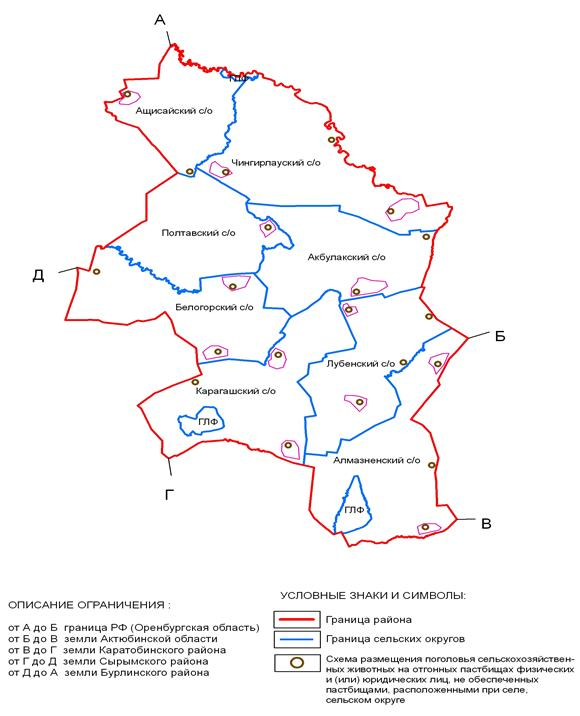 А
ГЛФ
Ащисайский с/о
Чингирлауский с/о
Полтавский с/о
Акбулакский с/о
Д
Белогорский с/о
Б
Лубенский с/о
Карагашский с/о
ГЛФ
Алмазненский с/о
Г
ГЛФ
В
ОПИСАНИЕ ОГРАНИЧЕНИЯ :
от А до Б граница РФ (Оренбургская область)
от Б до В земли Актюбинской области
от В до Г земли Каратобинского района
от Г до Д земли Сырымского района
от Д до А земли Бурлинского района
УСЛОВНЫЕ ЗНАКИ И СИМВОЛЫ:
Граница района
Граница сельских округов
Схема размещения поголовья сельскохозяйствен-
ных животных на отгонных пастбищах физических
и (или) юридических лиц, не обеспеченных
пастбищами, расположенными при селе,
сельском округе